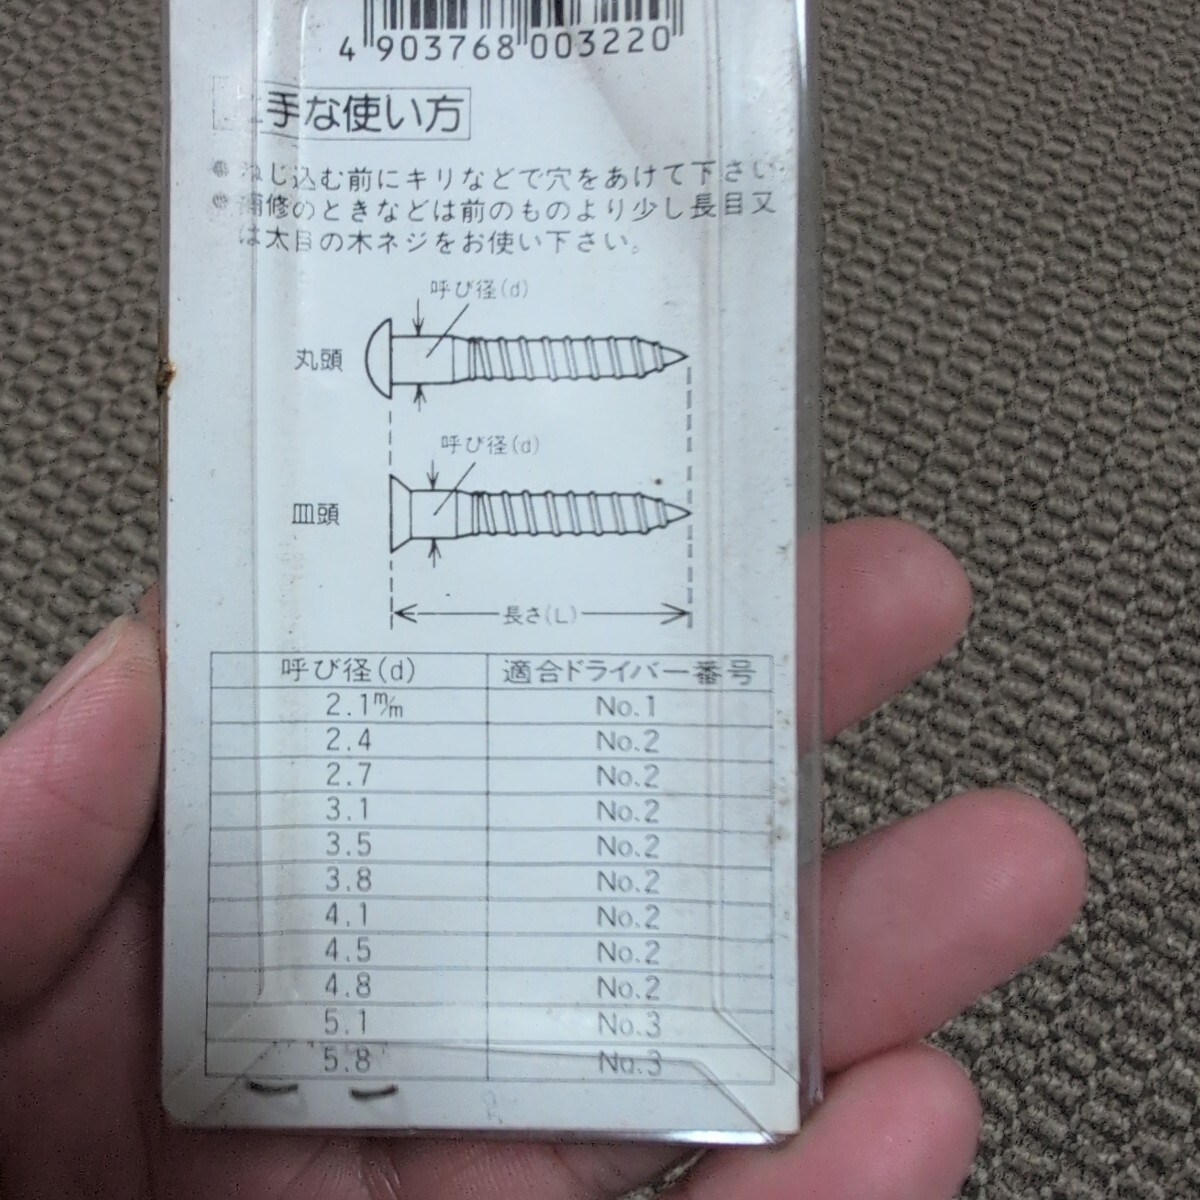 4 903768 003220
上手な使い方
● ねじ込む前にキリなどで穴をあけて下さい。
● 補修のときなどは前のものより少し長目又
は太目の木ネジをお使い下さい。
呼び径(d)
丸頭
呼び径(d)
皿頭
長さ(L)
呼び径(d) 適合ドライバー番号
2.1m/m No.1
2.4 No.2
2.7 No.2
3.1 No.2
3.5 No.2
3.8 No.2
4.1 No.2
4.5 No.2
4.8 No.2
5.1 No.3
5.8 No.3